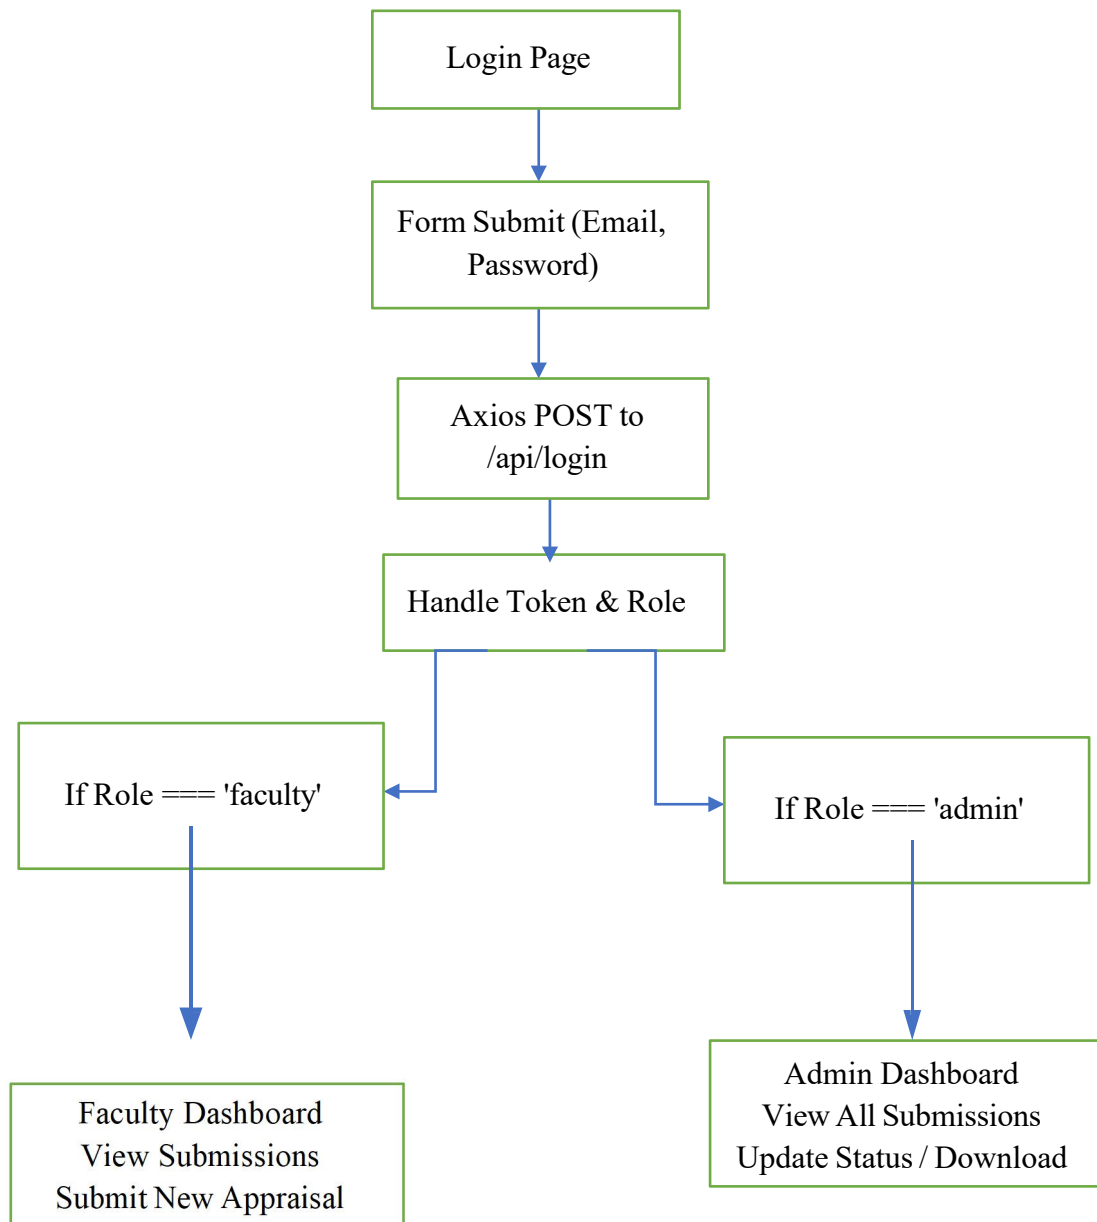 Login Page
Form Submit (Email,
Password)
Axios POST to
/api/login
Handle Token & Role
If Role === 'faculty'
If Role === 'admin'
Faculty Dashboard
View Submissions
Submit New Appraisal
Admin Dashboard
View All Submissions
Update Status / Download